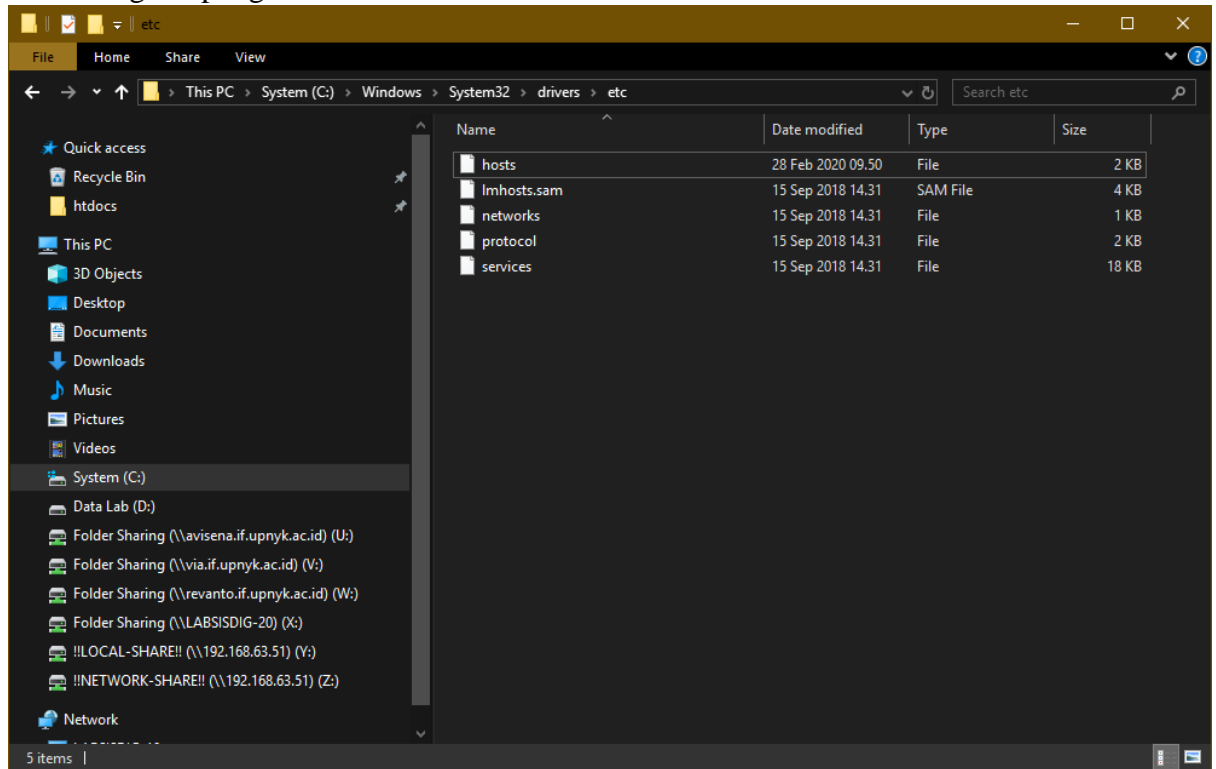 etc
File Home Share View
This PC > System (C:) > Windows > System32 > drivers > etc
Search etc
Name Date modified Type Size
Quick access
Recycle Bin
htdocs
This PC
3D Objects
Desktop
Documents
Downloads
Music
Pictures
Videos
System (C:)
Data Lab (D:)
Folder Sharing (\\avisena.if.upnyk.ac.id) (U:)
Folder Sharing (\\via.if.upnyk.ac.id) (V:)
Folder Sharing (\\revanto.if.upnyk.ac.id) (W:)
Folder Sharing (\\LABSISDIG-20) (X:)
!!LOCAL-SHARE!! (\\192.168.63.51) (Y:)
!!NETWORK-SHARE!! (\\192.168.63.51) (Z:)
Network
hosts 28 Feb 2020 09.50 File 2 KB
lmhosts.sam 15 Sep 2018 14.31 SAM File 4 KB
networks 15 Sep 2018 14.31 File 1 KB
protocol 15 Sep 2018 14.31 File 2 KB
services 15 Sep 2018 14.31 File 18 KB
5 items